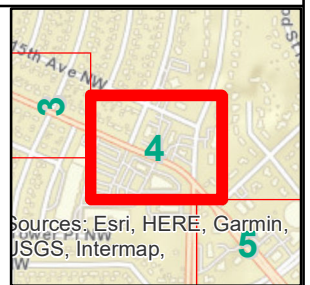 15th Ave NW
3
4
Sources: Esri, HERE, Garmin,
USGS, Intermap,
5